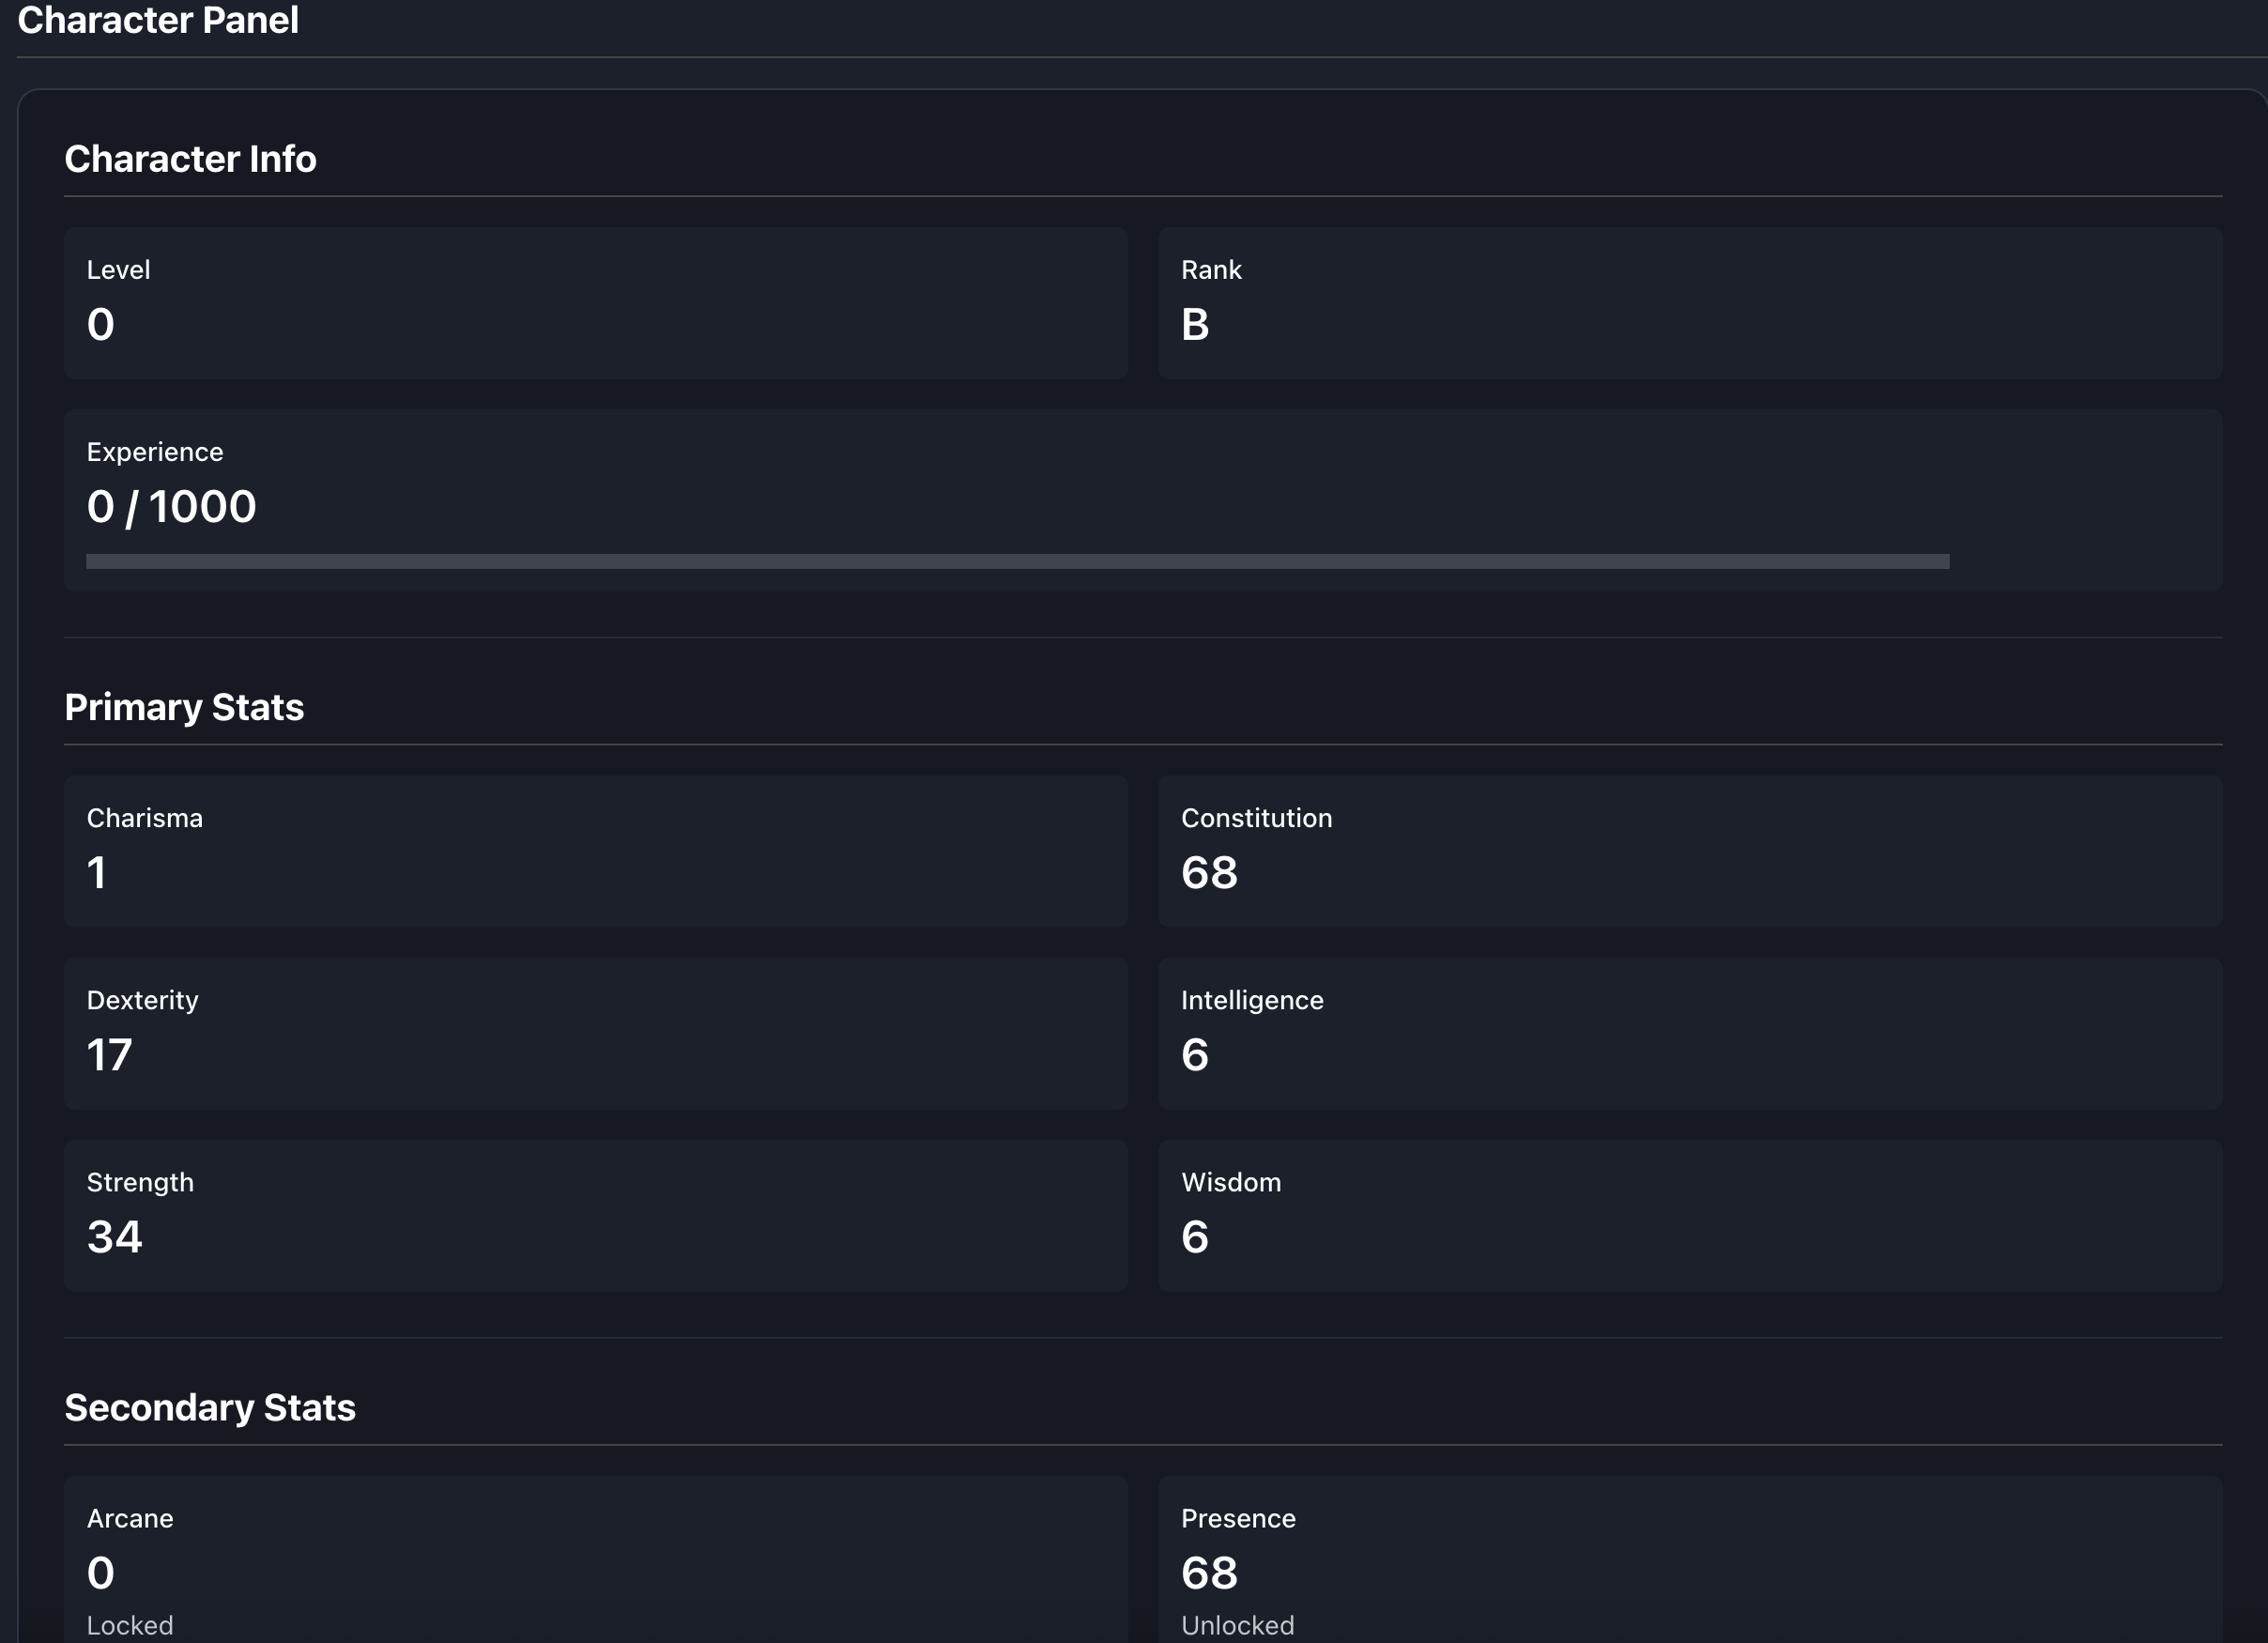 Character Panel
Character Info
Level
0
Rank
B
Experience
0 / 1000
Primary Stats
Charisma
1
Constitution
68
Dexterity
17
Intelligence
6
Strength
34
Wisdom
6
Secondary Stats
Arcane
0
Locked
Presence
68
Unlocked